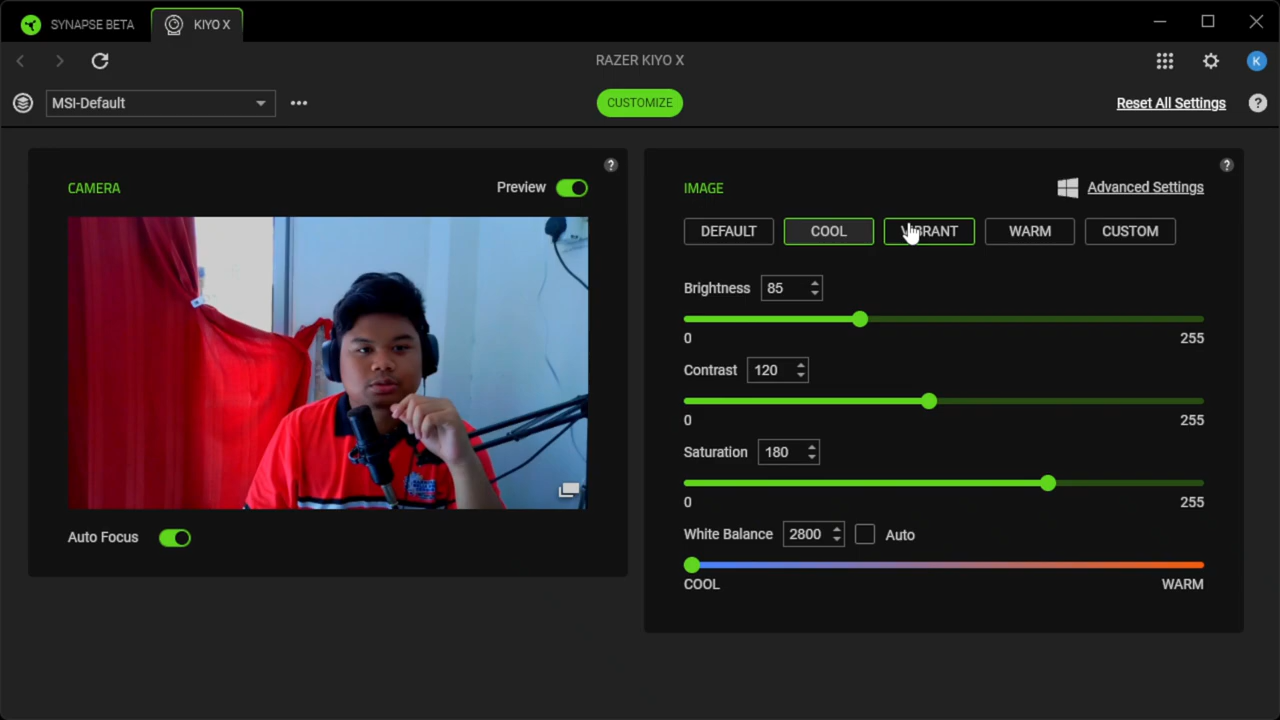 SYNAPSE BETA
KIYO X
RAZER KIYO X
K
MSI-Default
CUSTOMIZE
Reset All Settings
?
?
CAMERA
Preview
Auto Focus
?
IMAGE
Advanced Settings
DEFAULT
COOL
VIBRANT
WARM
CUSTOM
Brightness 85
0 255
Contrast 120
0 255
Saturation 180
0 255
White Balance 2800 Auto
COOL WARM